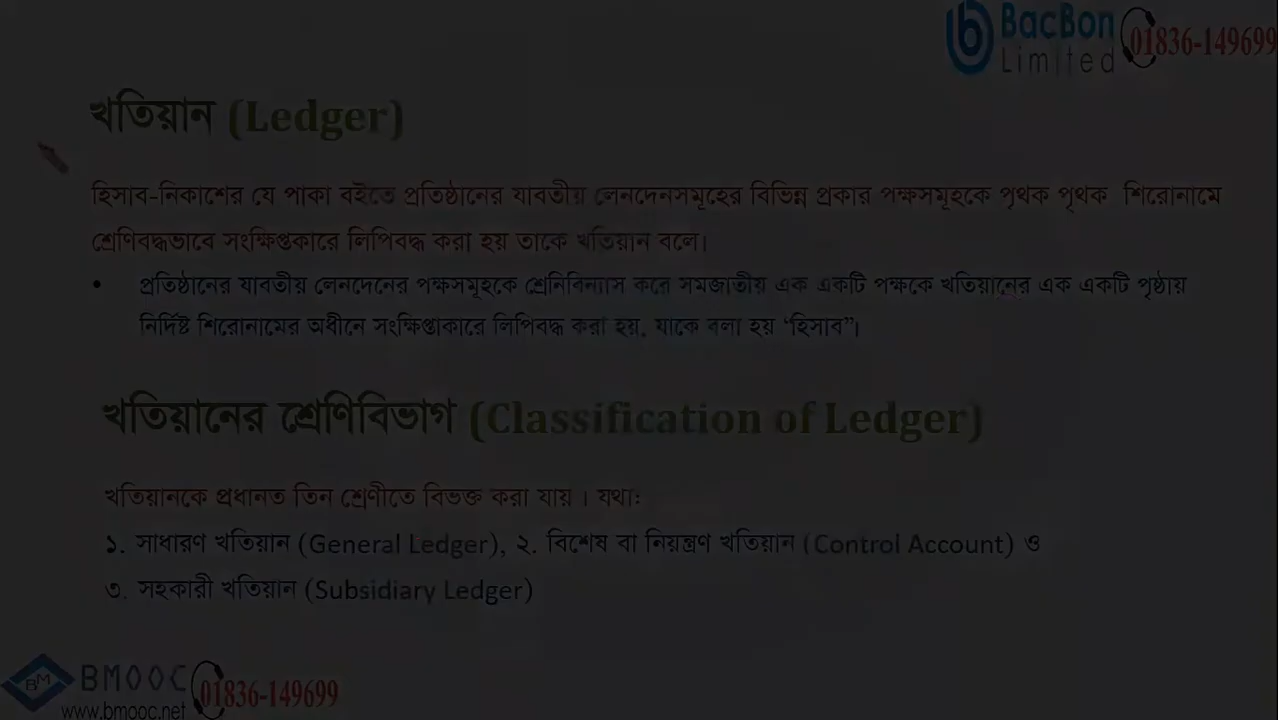 BacBon
Limited
01836-149699
খতিয়ান (Ledger)
হিসাব-নিকাশের যে পাকা বইতে প্রতিষ্ঠানের যাবতীয় লেনদেনসমূহের বিভিন্ন প্রকার পক্ষসমূহকে পৃথক পৃথক শিরোনামে
শ্রেণিবদ্ধভাবে সংক্ষিপ্তকারে লিপিবদ্ধ করা হয় তাকে খতিয়ান বলে।
• প্রতিষ্ঠানের যাবতীয় লেনদেনের পক্ষসমূহকে শ্রেনিবিন্যাস করে সমজাতীয় এক একটি পক্ষকে খতিয়ানের এক একটি পৃষ্ঠায়
নির্দিষ্ট শিরোনামের অধীনে সংক্ষিপ্তাকারে লিপিবদ্ধ করা হয়, যাকে বলা হয় ‘হিসাব”।
খতিয়ানের শ্রেণিবিভাগ (Classification of Ledger)
খতিয়ানকে প্রধানত তিন শ্রেণীতে বিভক্ত করা যায় । যথা:
১. সাধারণ খতিয়ান (General Ledger), ২. বিশেষ বা নিয়ন্ত্রণ খতিয়ান (Control Account) ও
৩. সহকারী খতিয়ান (Subsidiary Ledger)
BM BMOOC
01836-149699
www.bmooc.net